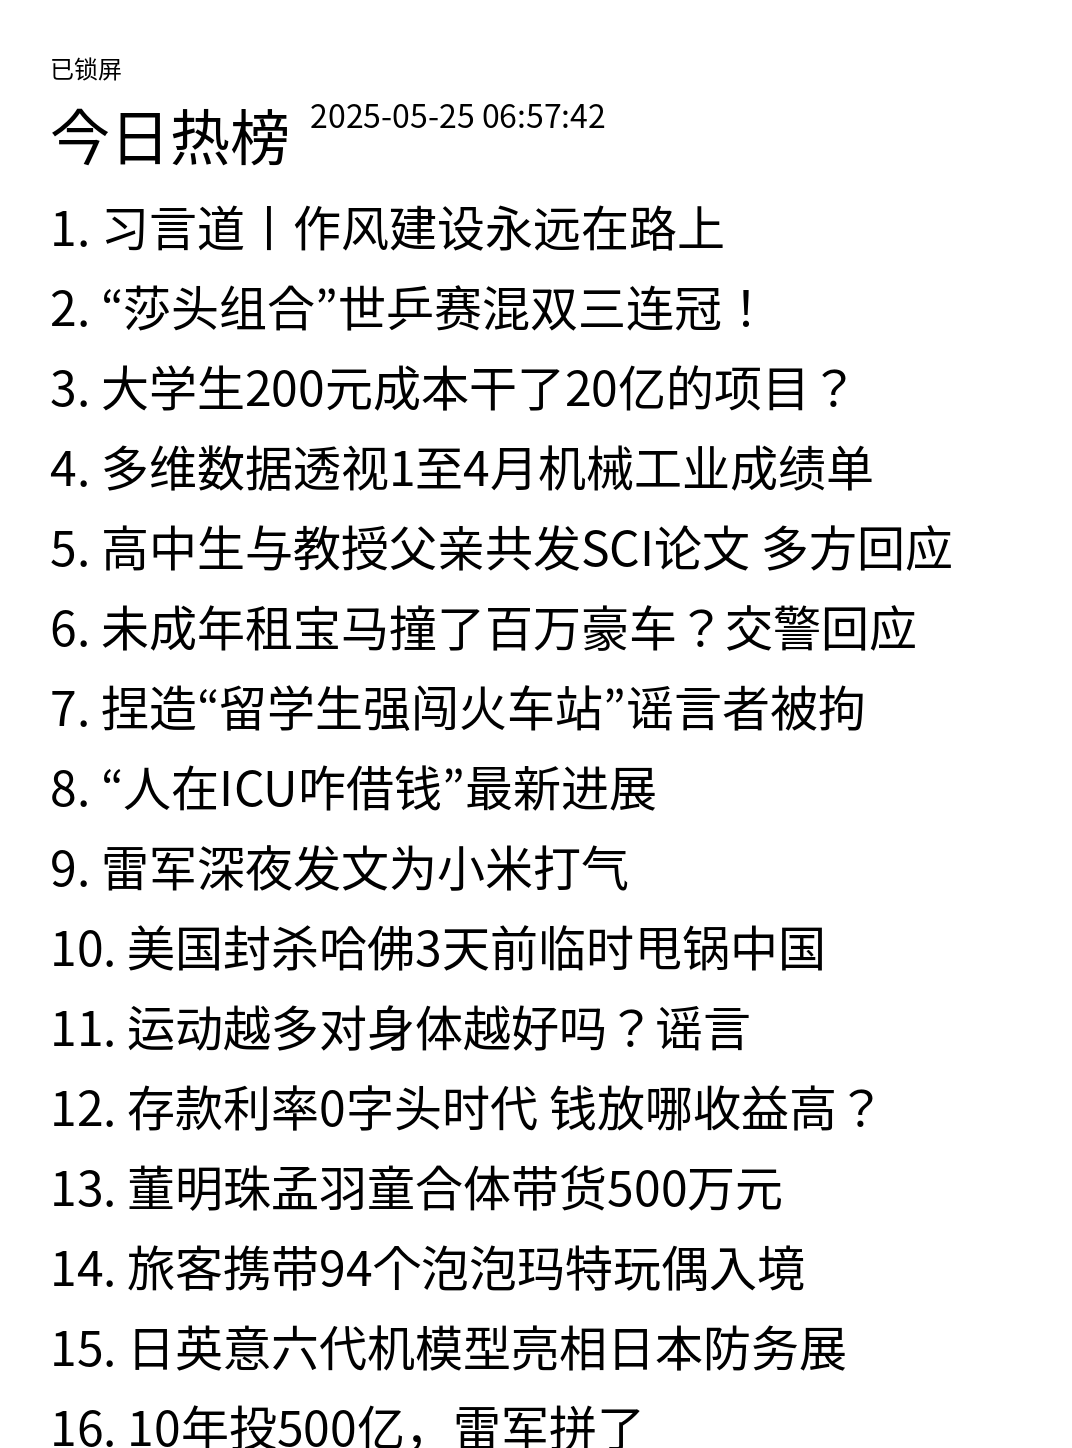 已锁屏
今日热榜 2025-05-25 06:57:42
1. 习言道丨作风建设永远在路上
2. “莎头组合”世乒赛混双三连冠！
3. 大学生200元成本干了20亿的项目？
4. 多维数据透视1至4月机械工业成绩单
5. 高中生与教授父亲共发SCI论文 多方回应
6. 未成年租宝马撞了百万豪车？交警回应
7. 捏造“留学生强闯火车站”谣言者被拘
8. “人在ICU咋借钱”最新进展
9. 雷军深夜发文为小米打气
10. 美国封杀哈佛3天前临时甩锅中国
11. 运动越多对身体越好吗？谣言
12. 存款利率0字头时代 钱放哪收益高？
13. 董明珠孟羽童合体带货500万元
14. 旅客携带94个泡泡玛特玩偶入境
15. 日英意六代机模型亮相日本防务展
16. 10年投500亿，雷军拼了